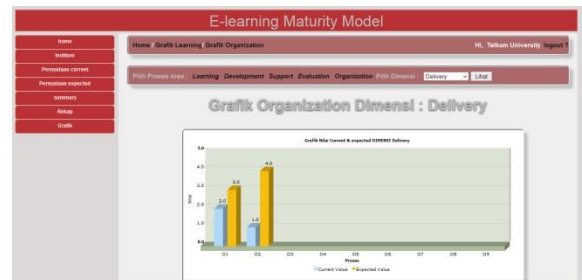 E-learning Maturity Model
home
Institusi
Pernyataan current
Pernyataan expected
summary
Rekap
Grafik
Home / Grafik Learning / Grafik Organization
Hi, Telkom University logout ?
Pilih Proses Area : Learning Development Support Evaluation Organization Pilih Dimensi : Delivery Lihat
Grafik Organization Dimensi : Delivery
Grafik Nilai Current & expected DIMENSI Delivery
5.0
4.0
3.0
2.0
1.0
0.0
2.0
3.0
1.0
4.0
O1 O2 O3 O4 O5 O6 O7 O8 O9
Proses
Current Value Expected Value